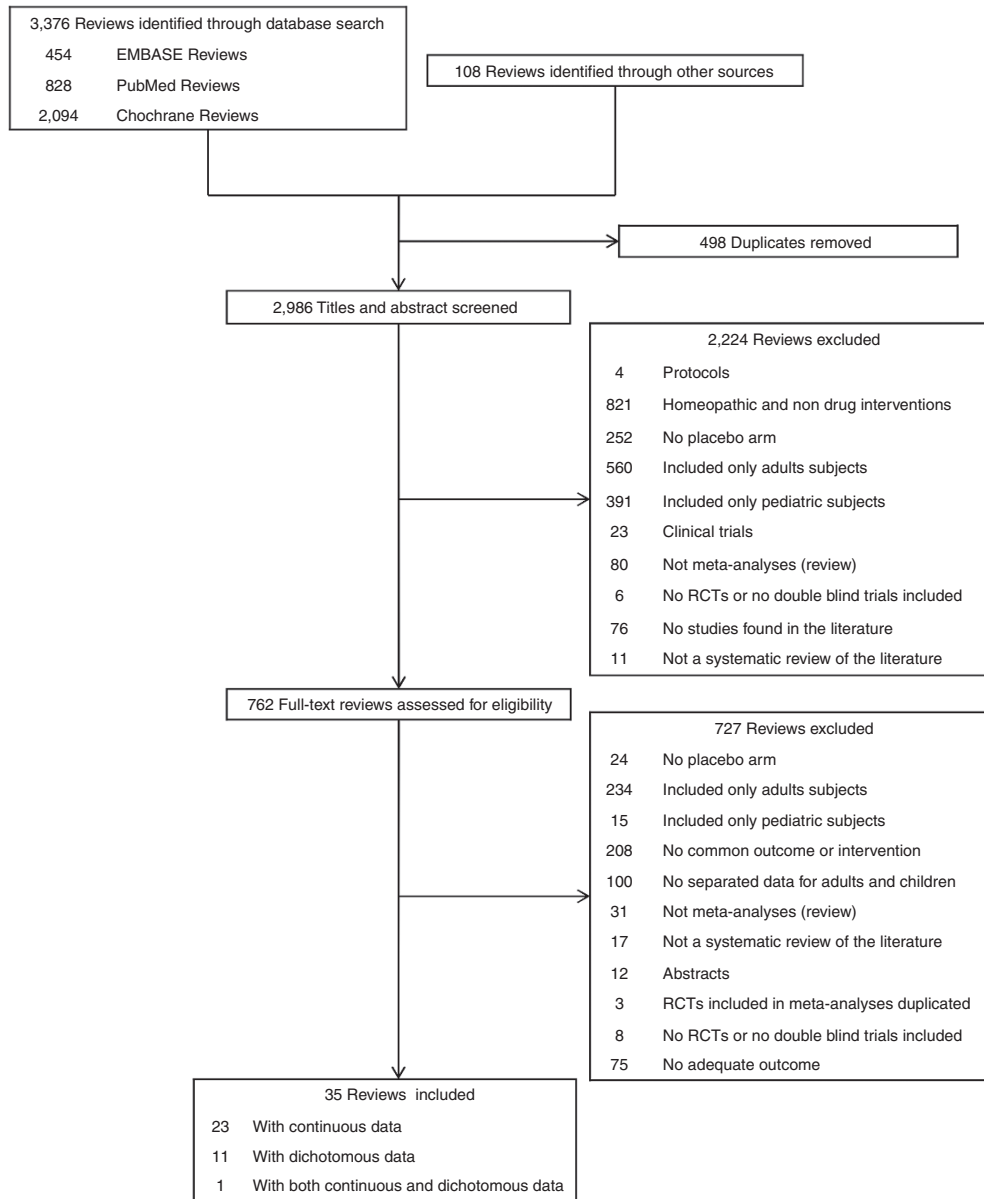 3,376 Reviews identified through database search
454 EMBASE Reviews
828 PubMed Reviews
2,094 Chochrane Reviews
108 Reviews identified through other sources
498 Duplicates removed
2,986 Titles and abstract screened
2,224 Reviews excluded
4 Protocols
821 Homeopathic and non drug interventions
252 No placebo arm
560 Included only adults subjects
391 Included only pediatric subjects
23 Clinical trials
80 Not meta-analyses (review)
6 No RCTs or no double blind trials included
76 No studies found in the literature
11 Not a systematic review of the literature
762 Full-text reviews assessed for eligibility
727 Reviews excluded
24 No placebo arm
234 Included only adults subjects
15 Included only pediatric subjects
208 No common outcome or intervention
100 No separated data for adults and children
31 Not meta-analyses (review)
17 Not a systematic review of the literature
12 Abstracts
3 RCTs included in meta-analyses duplicated
8 No RCTs or no double blind trials included
75 No adequate outcome
35 Reviews included
23 With continuous data
11 With dichotomous data
1 With both continuous and dichotomous data